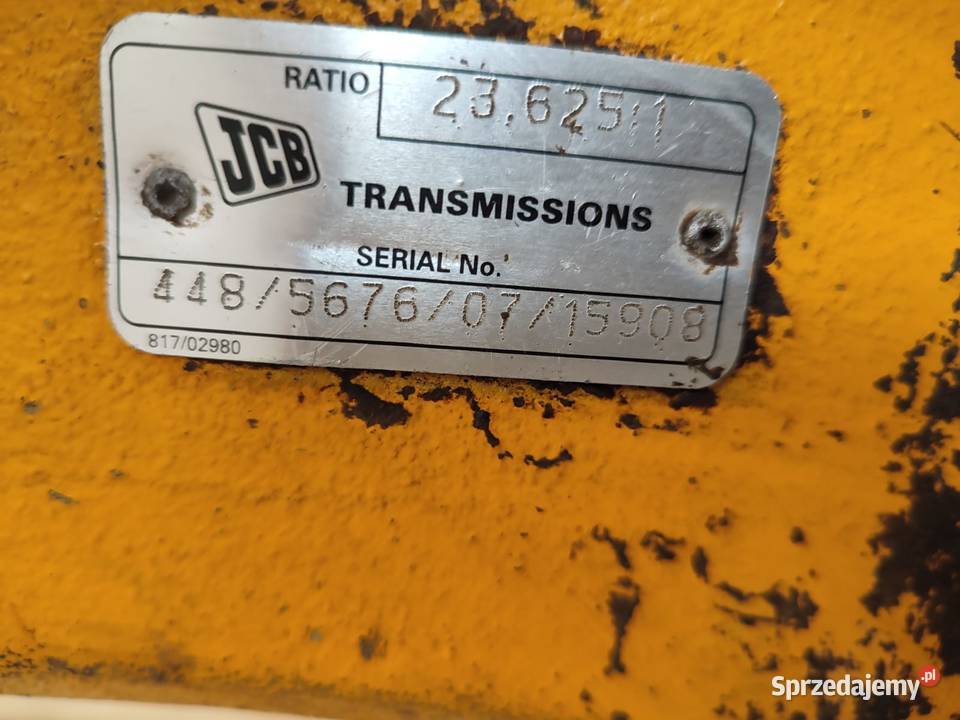 RATIO 23.625:1
JCB
TRANSMISSIONS
SERIAL No.
448/5676/07/15908
817/02980
Sprzedajemy.pl